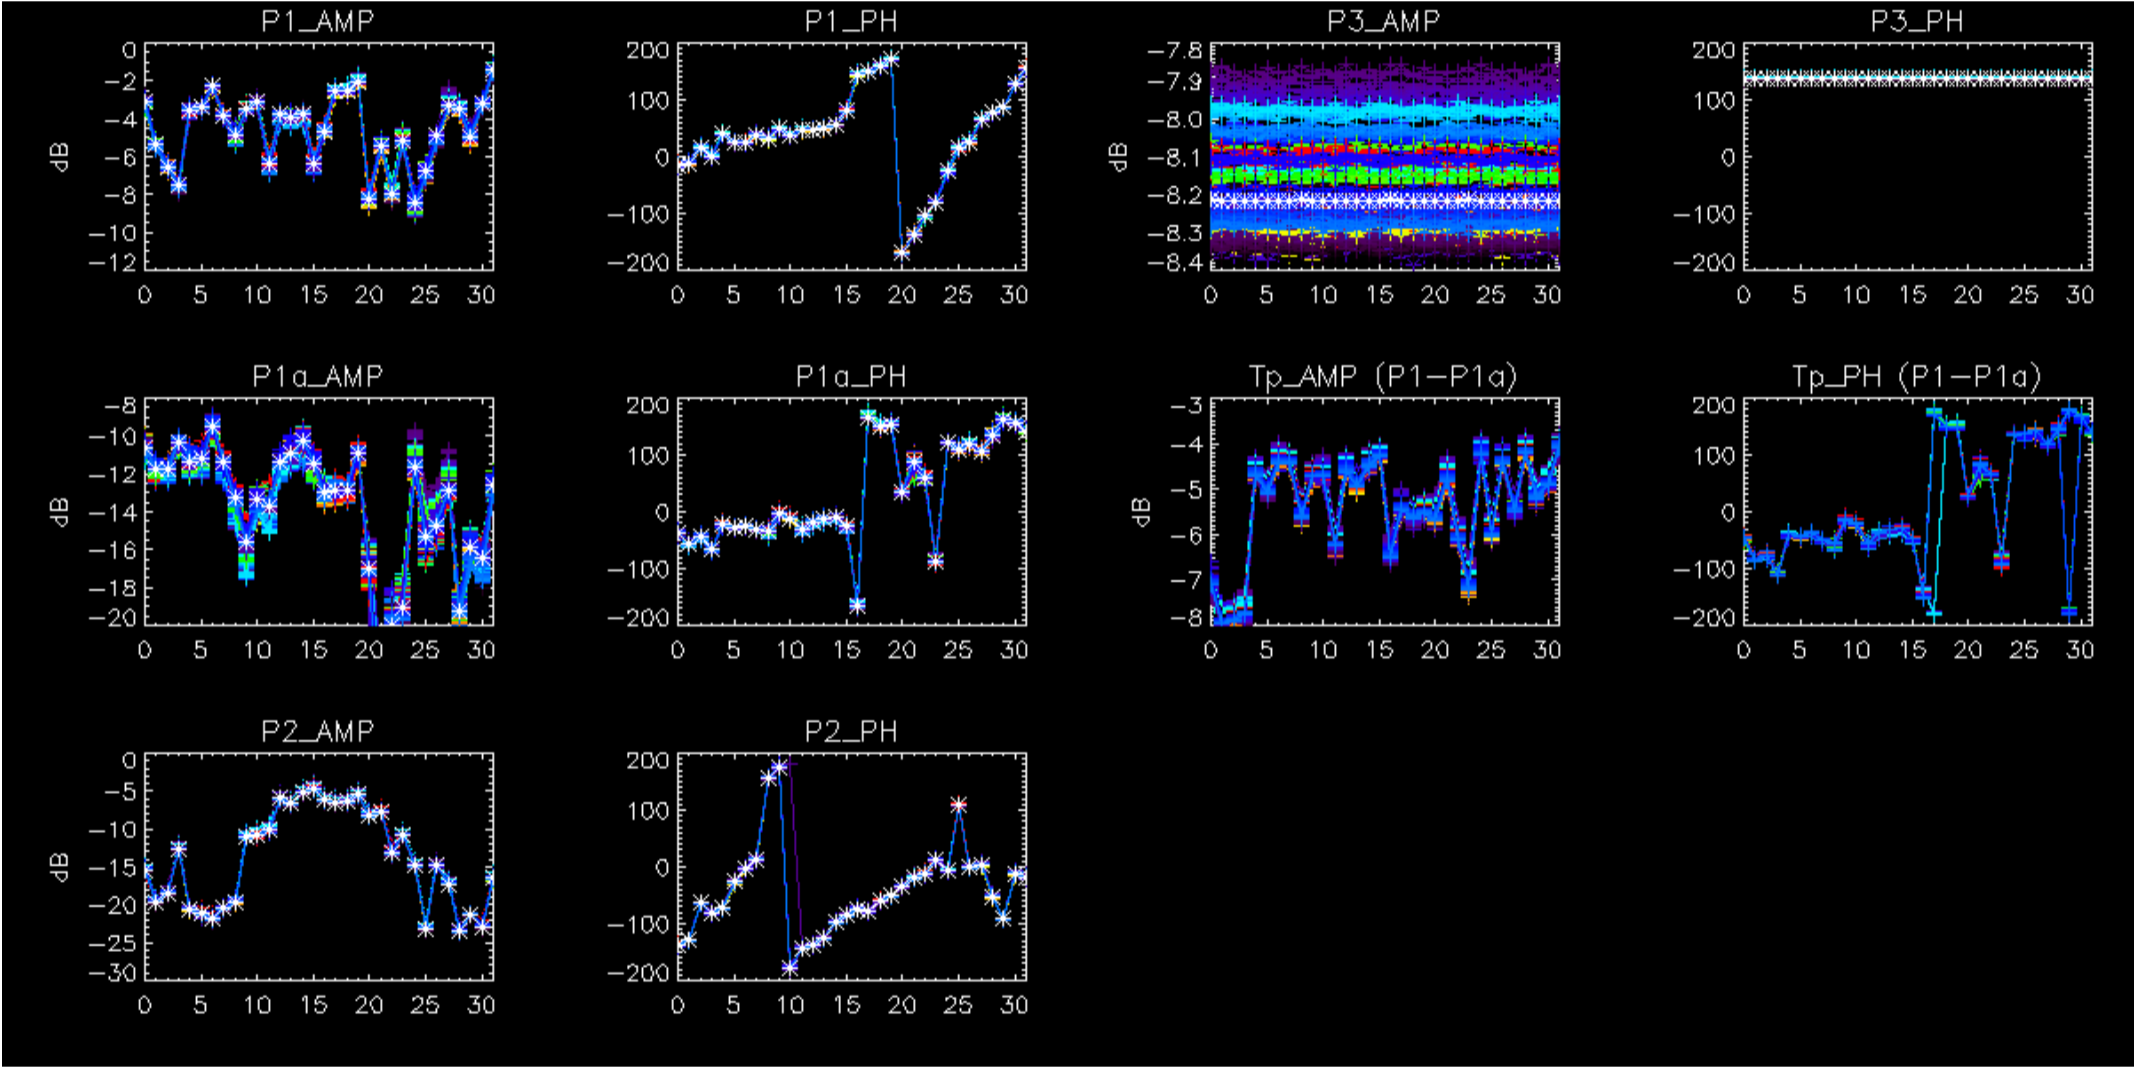 P1_AMP
P1_PH
P3_AMP
P3_PH
dB
0
−2
−4
−6
−8
−10
−12
0 5 10 15 20 25 30
200
100
0
−100
−200
0 5 10 15 20 25 30
dB
−7.8
−7.9
−8.0
−8.1
−8.2
−8.3
−8.4
0 5 10 15 20 25 30
200
100
0
−100
−200
0 5 10 15 20 25 30
P1a_AMP
P1a_PH
Tp_AMP (P1−P1a)
Tp_PH (P1−P1a)
dB
−8
−10
−12
−14
−16
−18
−20
0 5 10 15 20 25 30
200
100
0
−100
−200
0 5 10 15 20 25 30
dB
−3
−4
−5
−6
−7
−8
0 5 10 15 20 25 30
200
100
0
−100
−200
0 5 10 15 20 25 30
P2_AMP
P2_PH
dB
0
−5
−10
−15
−20
−25
−30
0 5 10 15 20 25 30
200
100
0
−100
−200
0 5 10 15 20 25 30